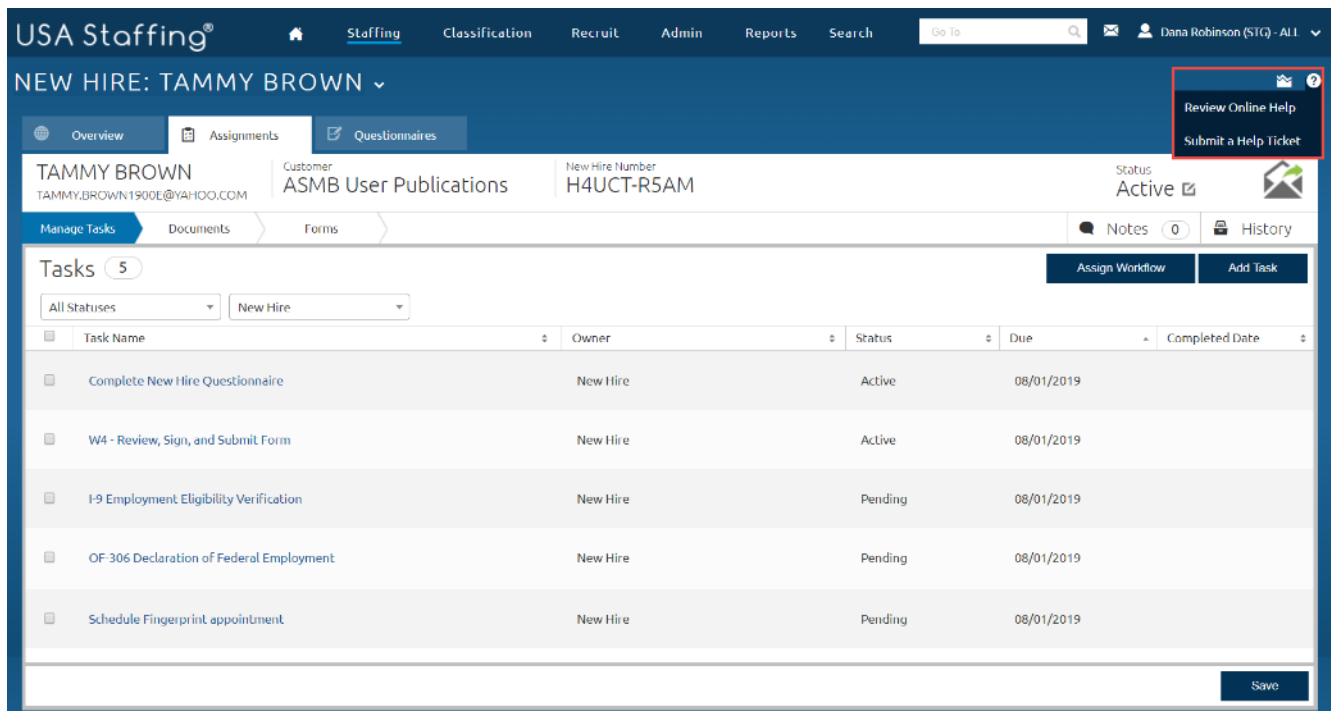 USA Staffing® Staffing Classification Recruit Admin Reports Search Go To Dana Robinson (STG) - ALL
NEW HIRE: TAMMY BROWN
Review Online Help
Submit a Help Ticket
Overview Assignments Questionnaires
TAMMY BROWN
TAMMY.BROWN1900E@YAHOO.COM
Customer
ASMB User Publications
New Hire Number
H4UCT-R5AM
Status
Active
Manage Tasks Documents Forms Notes 0 History
Tasks 5 Assign Workflow Add Task
All Statuses New Hire
Task Name Owner Status Due Completed Date
Complete New Hire Questionnaire New Hire Active 08/01/2019
W4 - Review, Sign, and Submit Form New Hire Active 08/01/2019
I-9 Employment Eligibility Verification New Hire Pending 08/01/2019
OF-306 Declaration of Federal Employment New Hire Pending 08/01/2019
Schedule Fingerprint appointment New Hire Pending 08/01/2019
Save